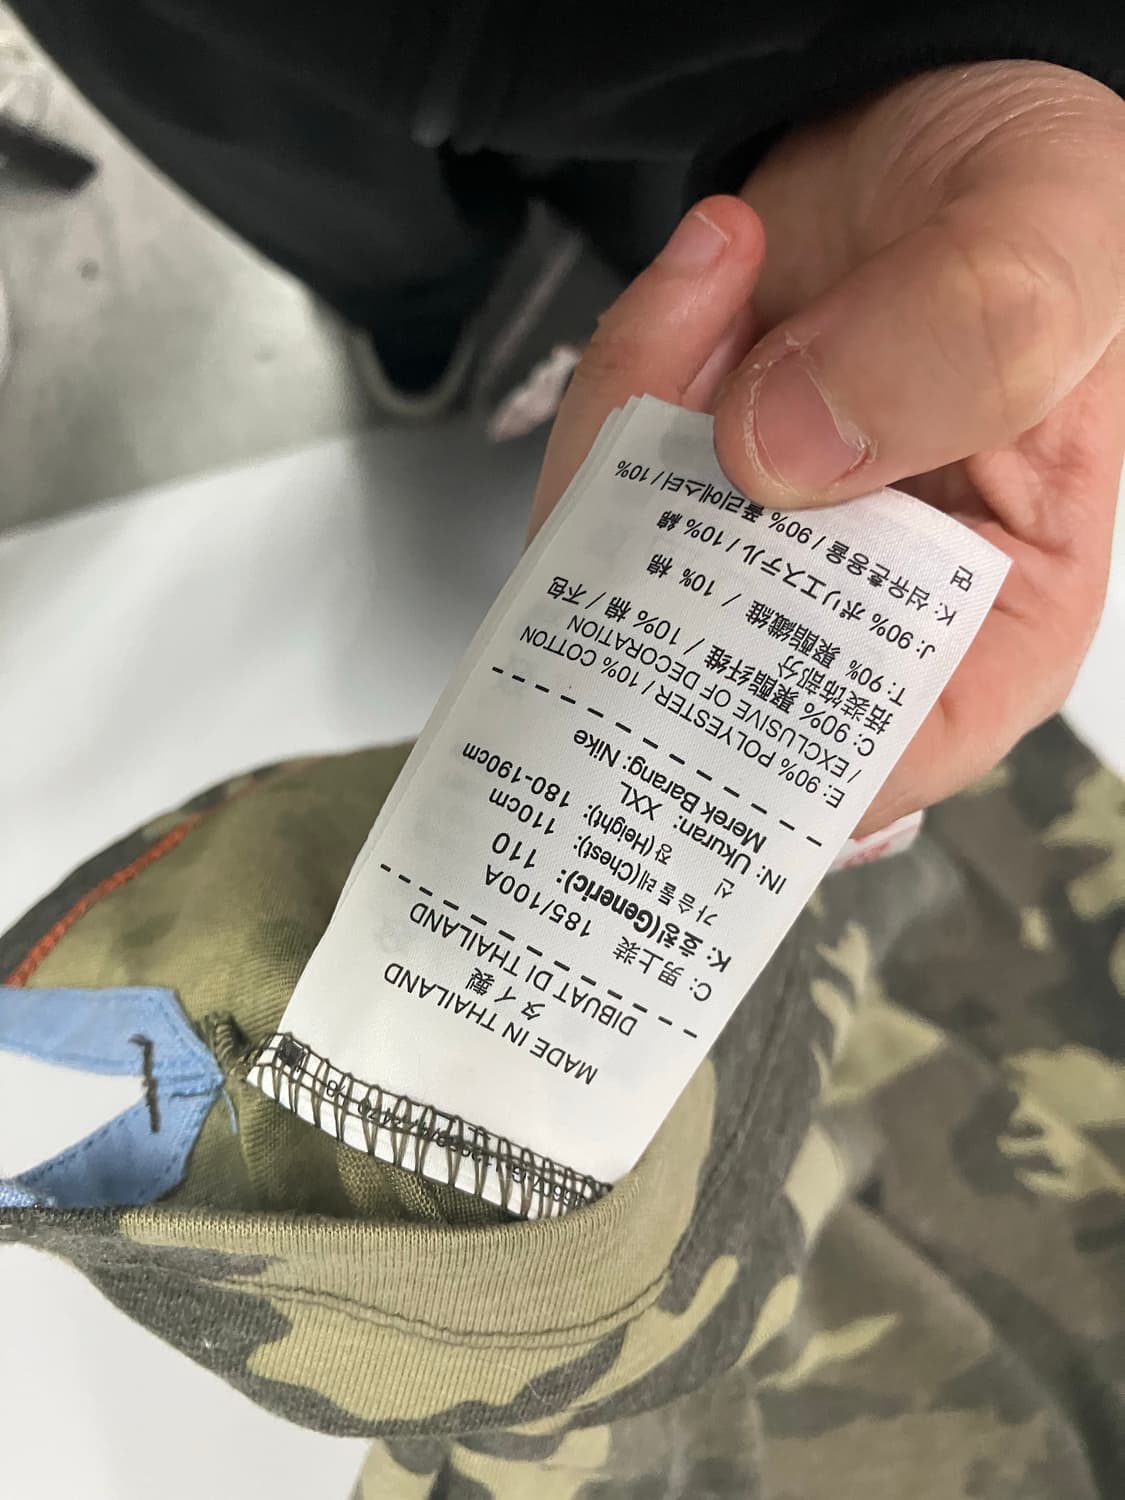 MADE IN THAILAND
タイ製
DIBUAT DI THAILAND
C: 男上装 185/100A
K: 호칭(Generic): 110
가슴둘레(Chest): 110cm
신장(Height): 180-190cm
IN: Ukuran: XXL
Merek Barang: Nike
E: 90% POLYESTER / 10% COTTON
/ EXCLUSIVE OF DECORATION
C: 90% 聚酯纤维 / 10% 棉 / 不包
括装饰部分
T: 90% 聚酯纖維 / 10% 棉
J: 90% ポリエステル / 10% 綿
K: 섬유혼용율 / 90% 폴리에스터 / 10%
면